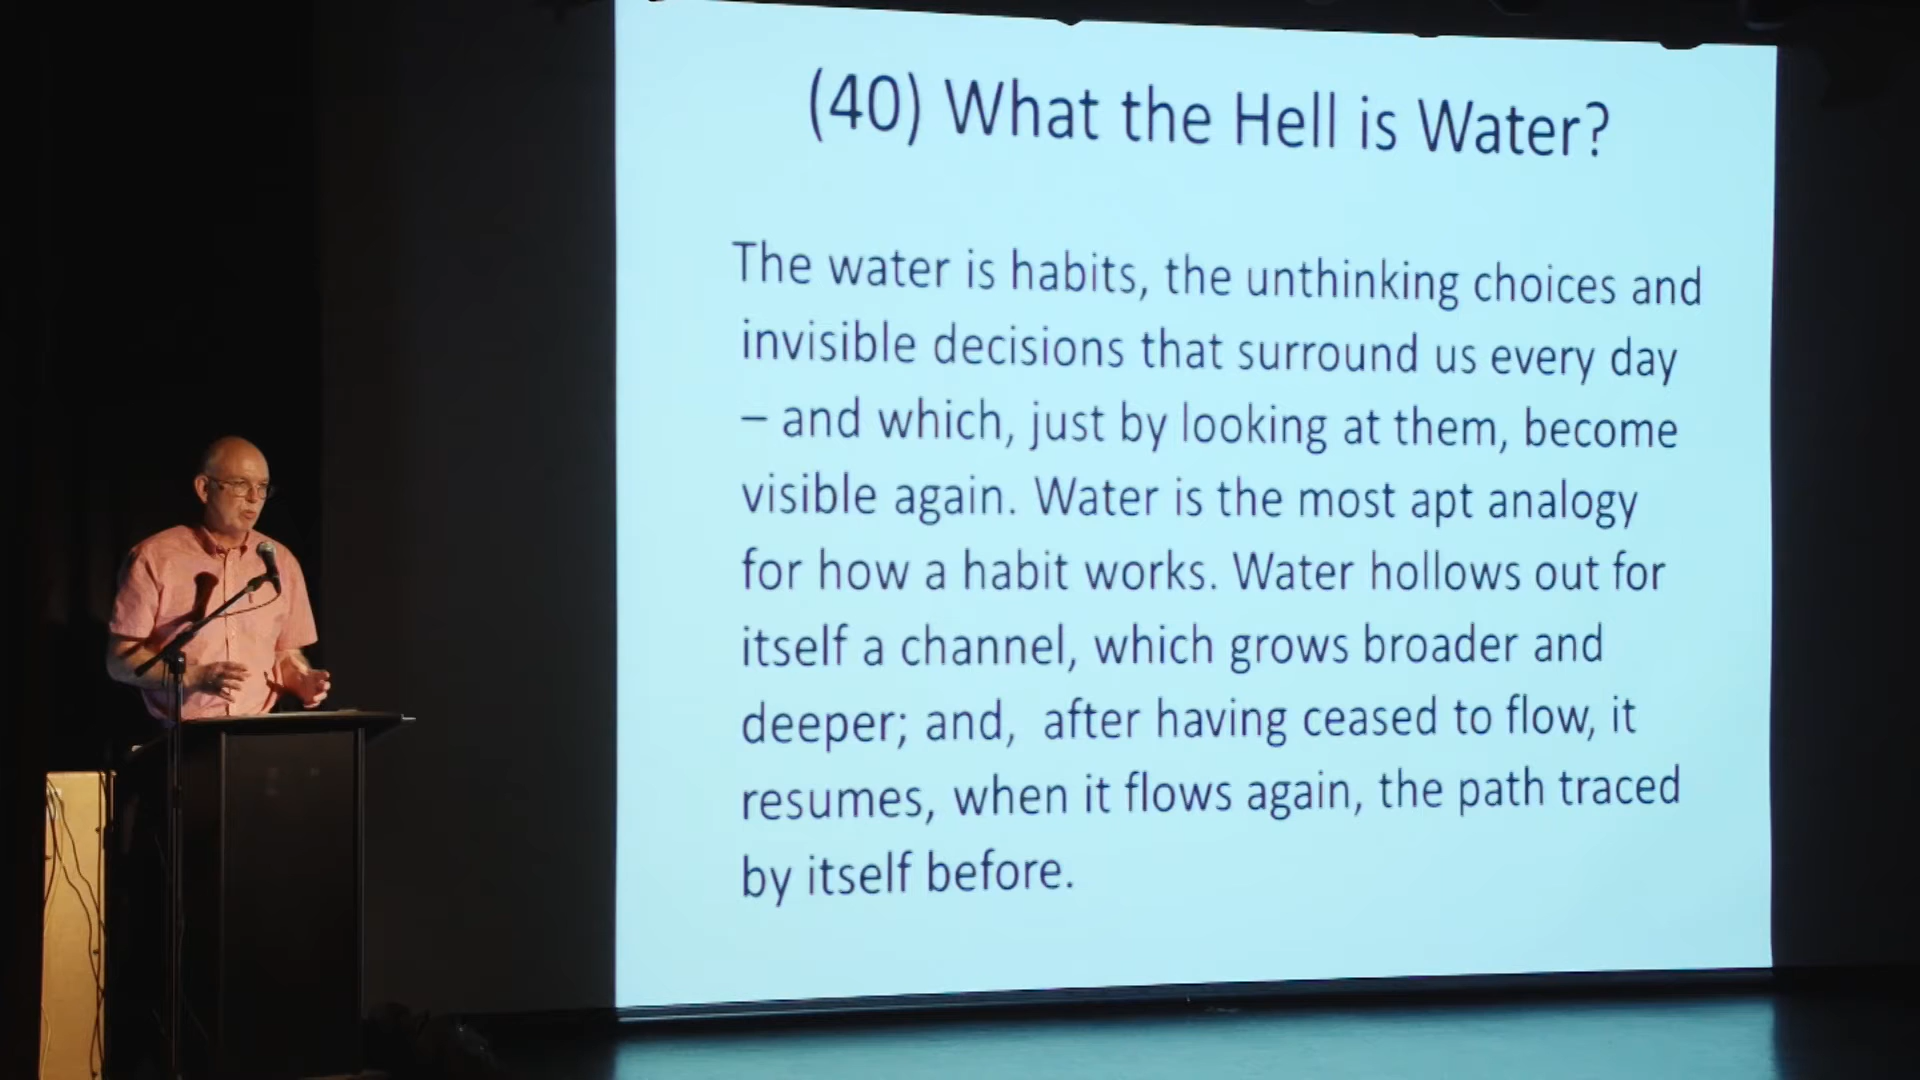 (40) What the Hell is Water?
The water is habits, the unthinking choices and
invisible decisions that surround us every day
– and which, just by looking at them, become
visible again. Water is the most apt analogy
for how a habit works. Water hollows out for
itself a channel, which grows broader and
deeper; and, after having ceased to flow, it
resumes, when it flows again, the path traced
by itself before.